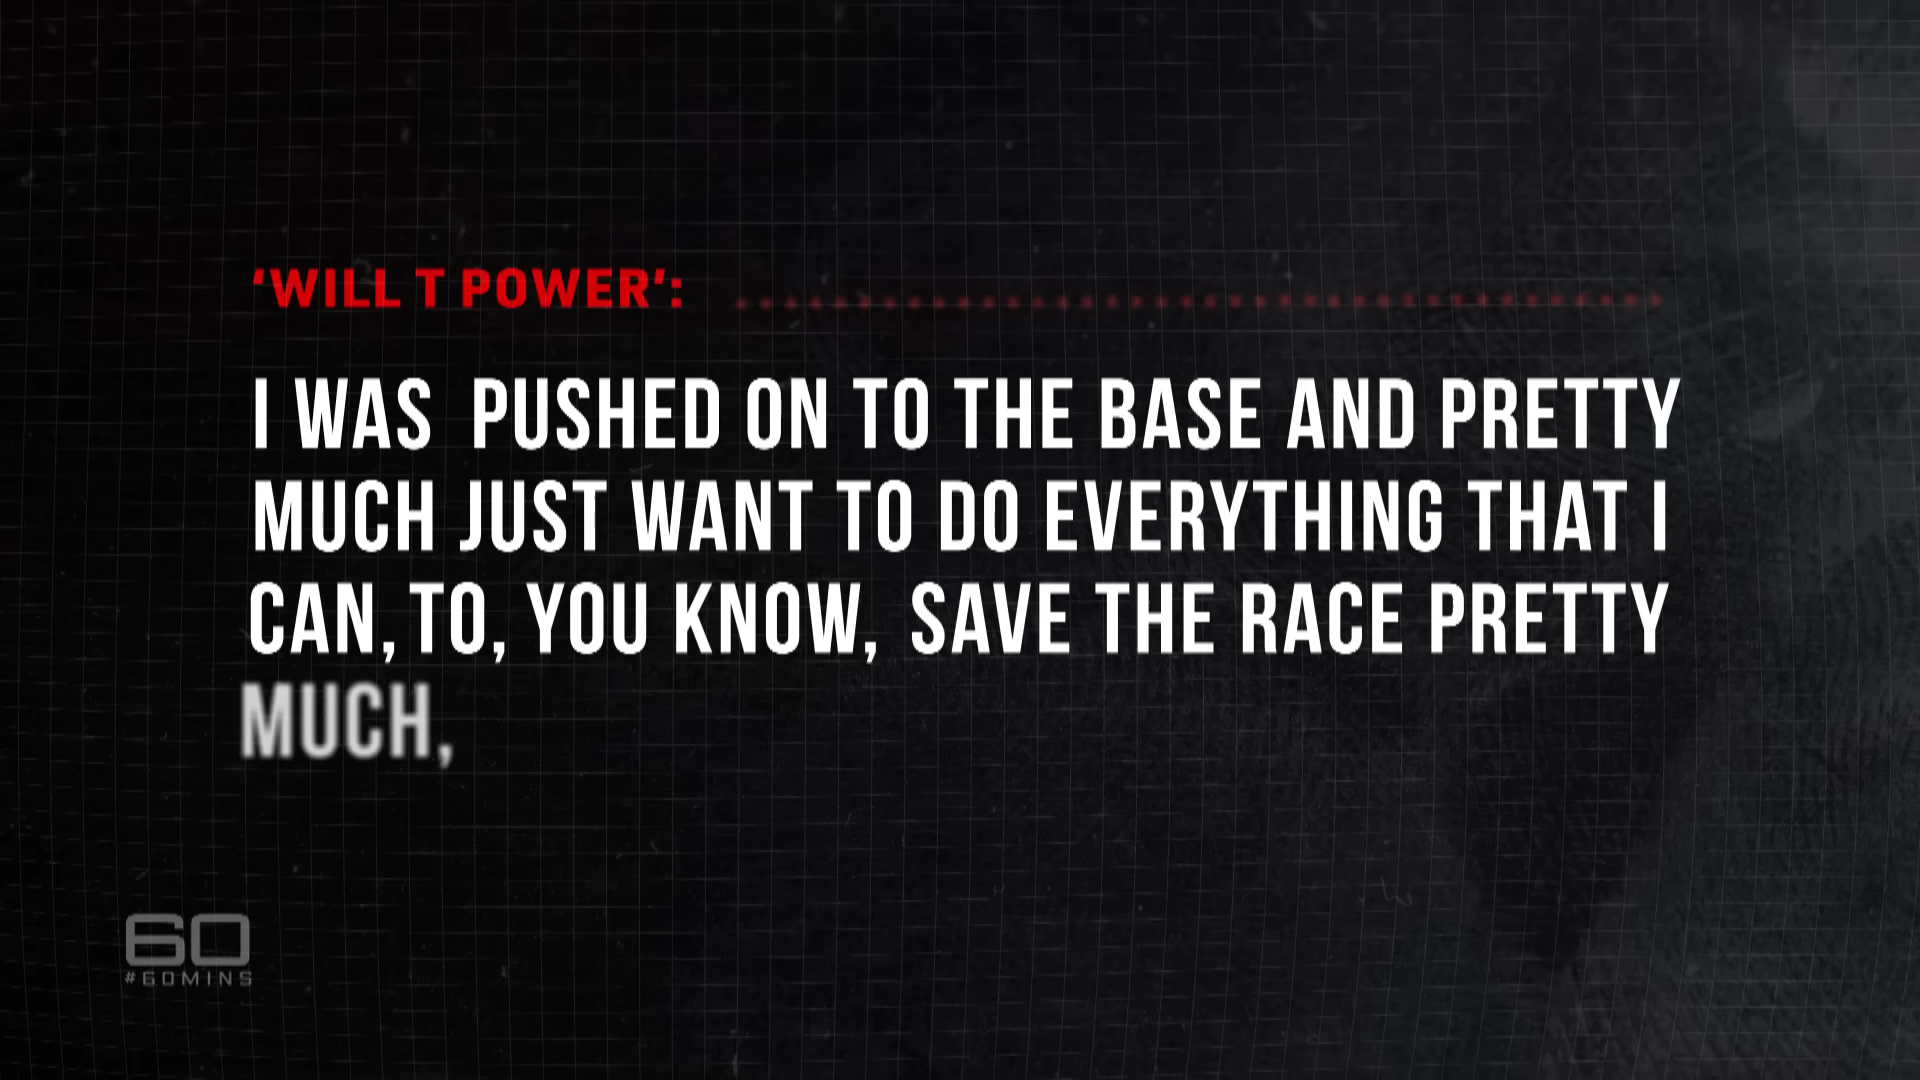 ‘WILL T POWER’:
I WAS PUSHED ON TO THE BASE AND PRETTY
MUCH JUST WANT TO DO EVERYTHING THAT I
CAN, TO, YOU KNOW, SAVE THE RACE PRETTY
MUCH,
60
#60MINS